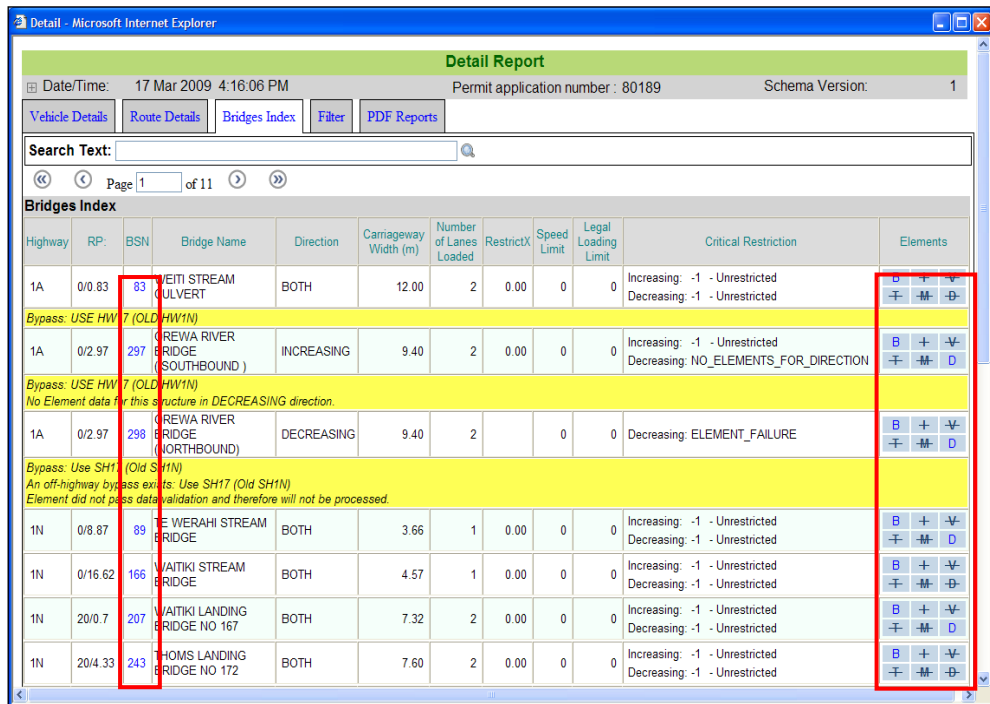 Detail - Microsoft Internet Explorer
Detail Report
Date/Time: 17 Mar 2009 4:16:06 PM Permit application number : 80189 Schema Version: 1
Vehicle Details Route Details Bridges Index Filter PDF Reports
Search Text:
Page 1 of 11
Bridges Index
Highway RP: BSN Bridge Name Direction Carriageway Width (m) Number of Lanes Loaded RestrictX Speed Limit Legal Loading Limit Critical Restriction Elements
1A 0/0.83 83 WEITI STREAM CULVERT BOTH 12.00 2 0.00 0 0 Increasing: -1 - Unrestricted B I V
Decreasing: -1 - Unrestricted T M D
Bypass: USE HW17 (OLD HW1N)
1A 0/2.97 297 OREWA RIVER BRIDGE (SOUTHBOUND ) INCREASING 9.40 2 0.00 0 0 Increasing: -1 - Unrestricted B I V
Decreasing: NO_ELEMENTS_FOR_DIRECTION T M D
Bypass: USE HW17 (OLD HW1N)
No Element data for this structure in DECREASING direction.
1A 0/2.97 298 OREWA RIVER BRIDGE (NORTHBOUND) DECREASING 9.40 2 0 0 Decreasing: ELEMENT_FAILURE B I V
T M D
Bypass: Use SH17 (Old SH1N)
An off-highway bypass exists: Use SH17 (Old SH1N)
Element did not pass data validation and therefore will not be processed.
1N 0/8.87 89 TE WERAHI STREAM BRIDGE BOTH 3.66 1 0.00 0 0 Increasing: -1 - Unrestricted B I V
Decreasing: -1 - Unrestricted T M D
1N 0/16.62 166 WAITIKI STREAM BRIDGE BOTH 4.57 1 0.00 0 0 Increasing: -1 - Unrestricted B I V
Decreasing: -1 - Unrestricted T M D
1N 20/0.7 207 WAITIKI LANDING BRIDGE NO 167 BOTH 7.32 2 0.00 0 0 Increasing: -1 - Unrestricted B I V
Decreasing: -1 - Unrestricted T M D
1N 20/4.33 243 THOMS LANDING BRIDGE NO 172 BOTH 7.60 2 0.00 0 0 Increasing: -1 - Unrestricted B I V
Decreasing: -1 - Unrestricted T M D